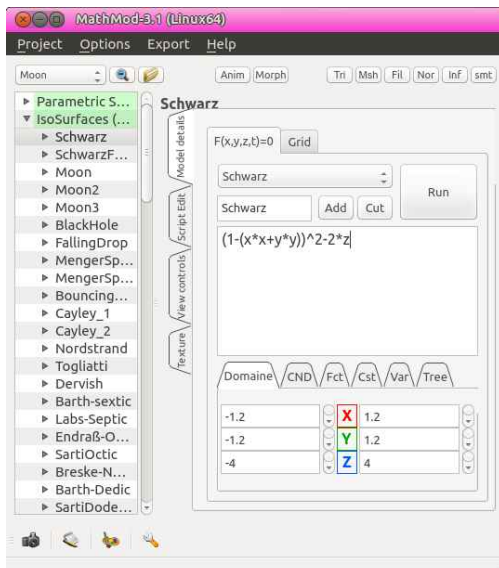 MathMod-3.1 (Linux64)
Project Options Export Help
Moon Anim Morph Tri Msh Fil Nor Inf smt
Parametric S...
IsoSurfaces (...
Schwarz
SchwarzF...
Moon
Moon2
Moon3
BlackHole
FallingDrop
MengerSp...
MengerSp...
Bouncing...
Cayley_1
Cayley_2
Nordstrand
Togliatti
Dervish
Barth-sextic
Labs-Septic
Endraß-O...
SartiOctic
Breske-N...
Barth-Dedic
SartiDode...
Schwarz
Model details
Script Edit
View controls
Texture
F(x,y,z,t)=0 Grid
Schwarz
Run
Schwarz Add Cut
(1-(x*x+y*y))^2-2*z
Domaine CND Fct Cst Var Tree
-1.2 X 1.2
-1.2 Y 1.2
-4 Z 4